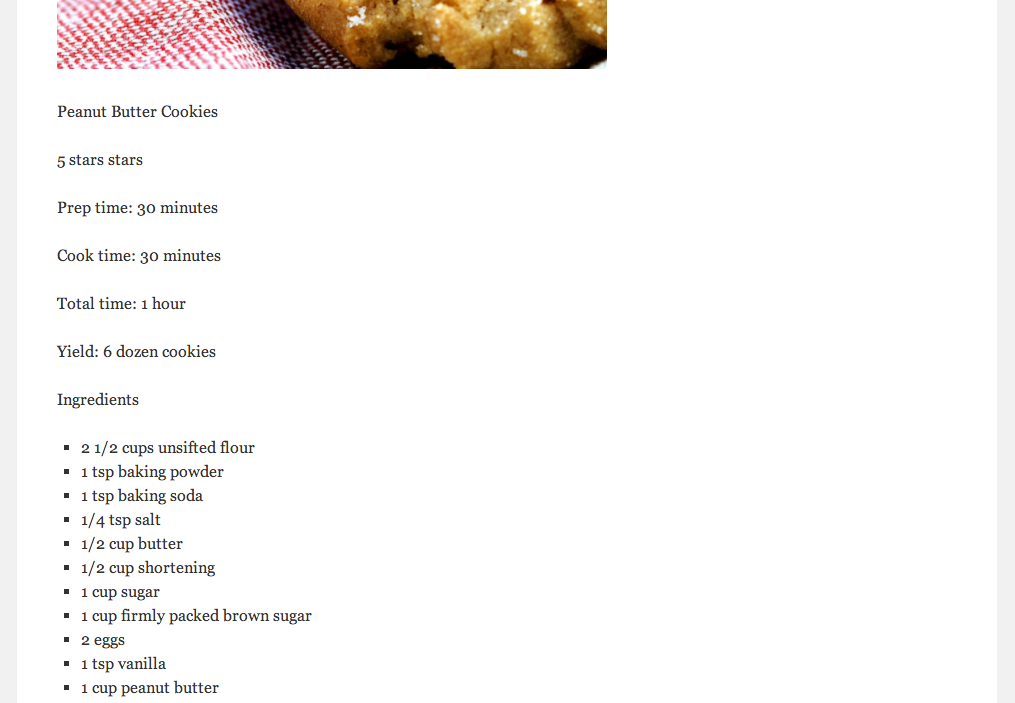 Peanut Butter Cookies
5 stars stars
Prep time: 30 minutes
Cook time: 30 minutes
Total time: 1 hour
Yield: 6 dozen cookies
Ingredients
2 1/2 cups unsifted flour
1 tsp baking powder
1 tsp baking soda
1/4 tsp salt
1/2 cup butter
1/2 cup shortening
1 cup sugar
1 cup firmly packed brown sugar
2 eggs
1 tsp vanilla
1 cup peanut butter